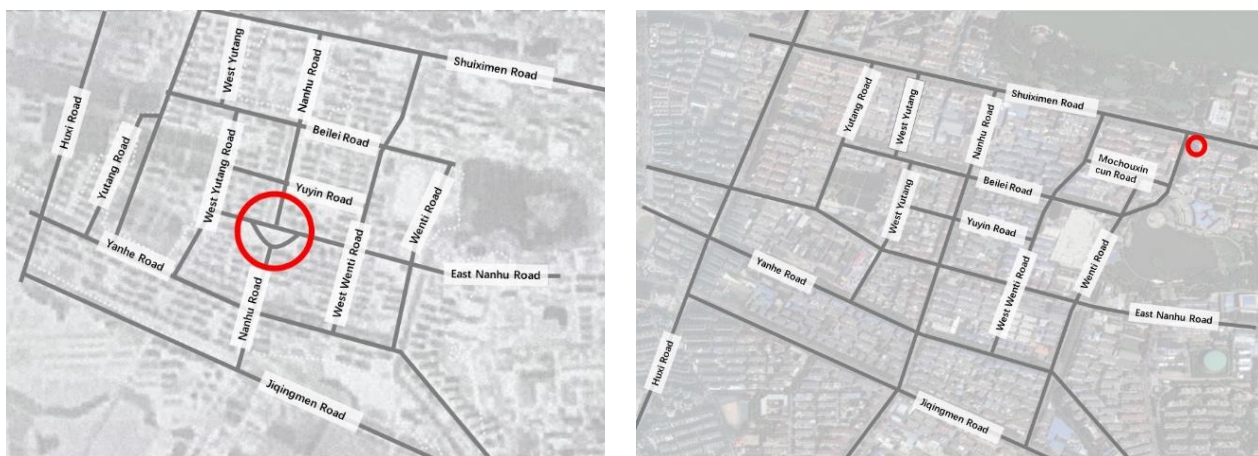 Shuiximen Road
West Yutang
Nanhu Road
Huxi Road
Beilei Road
Yutang Road
West Yutang Road
Yuyin Road
Wenti Road
Yanhe Road
West Wenti Road
East Nanhu Road
Nanhu Road
Jiqingmen Road
Shuiximen Road
Yutang Road
West Yutang
Nanhu Road
Mochouxin
cun Road
Beilei Road
West Yutang
Yuyin Road
Wenti Road
Yanhe Road
West Wenti Road
East Nanhu Road
Huxi Road
Jiqingmen Road